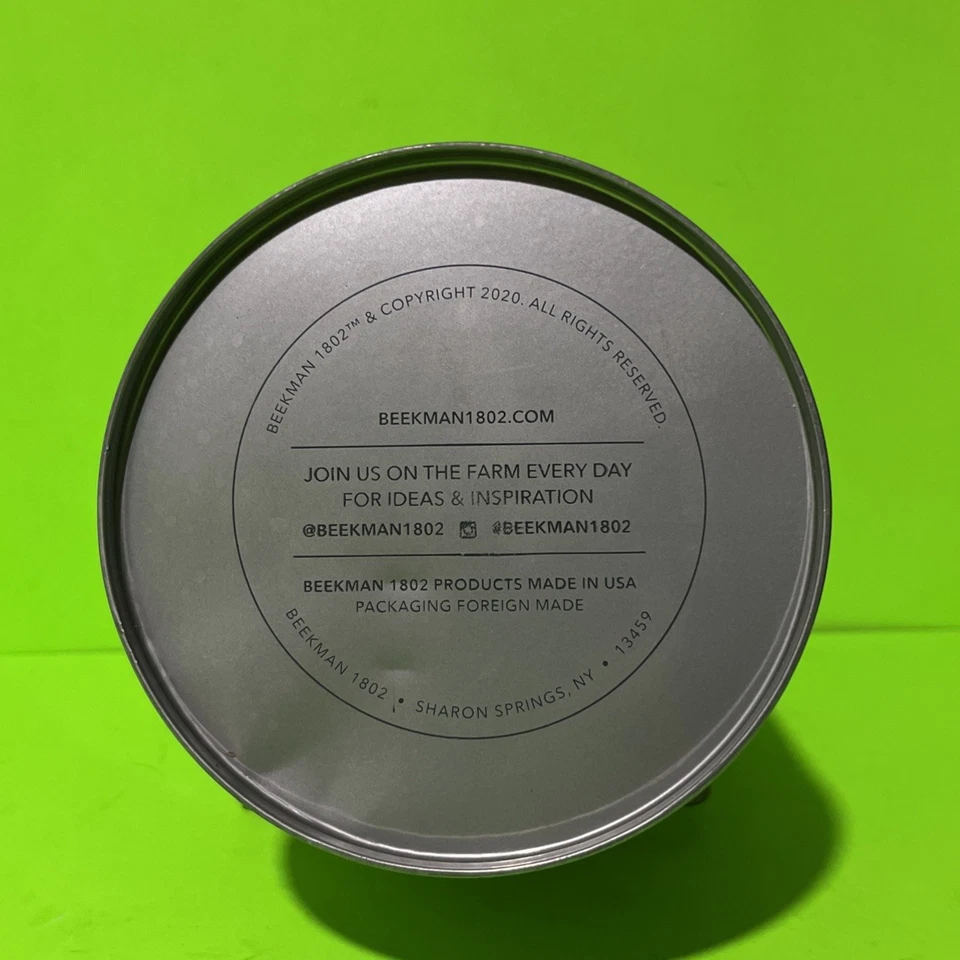 BEEKMAN 1802™ & COPYRIGHT 2020. ALL RIGHTS RESERVED.
BEEKMAN1802.COM
JOIN US ON THE FARM EVERY DAY
FOR IDEAS & INSPIRATION
@BEEKMAN1802 #BEEKMAN1802
BEEKMAN 1802 PRODUCTS MADE IN USA
PACKAGING FOREIGN MADE
BEEKMAN 1802 • SHARON SPRINGS, NY • 13459